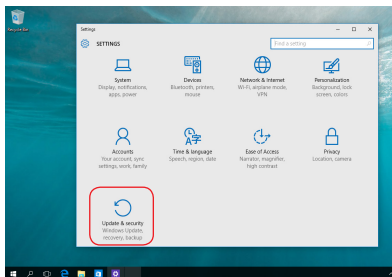 Recycle Bin
Settings
SETTINGS
Find a setting
System
Display, notifications,
apps, power
Devices
Bluetooth, printers,
mouse
Network & Internet
Wi-Fi, airplane mode,
VPN
Personalization
Background, lock
screen, colors
Accounts
Your account, sync
settings, work, family
Time & language
Speech, region, date
Ease of Access
Narrator, magnifier,
high contrast
Privacy
Location, camera
Update & security
Windows Update,
recovery, backup